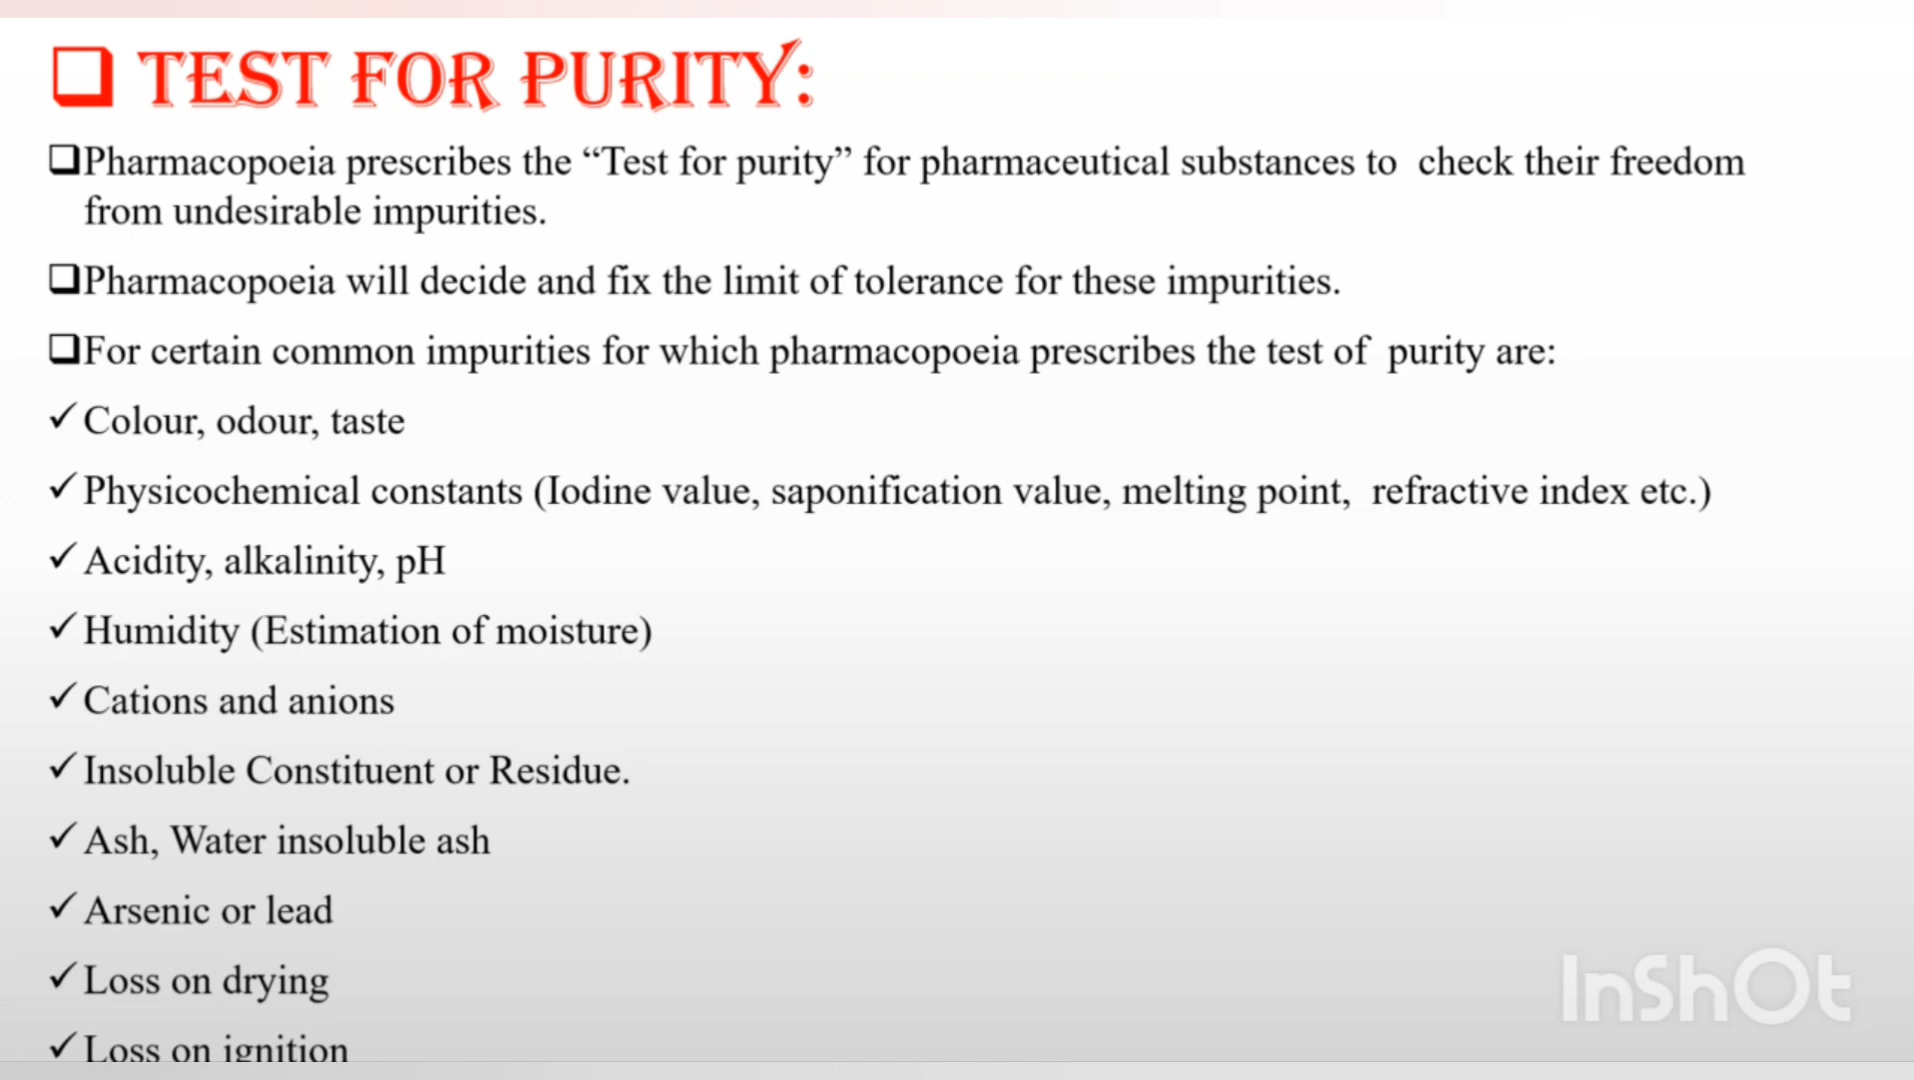 TEST FOR PURITY:
Pharmacopoeia prescribes the “Test for purity” for pharmaceutical substances to check their freedom
from undesirable impurities.
Pharmacopoeia will decide and fix the limit of tolerance for these impurities.
For certain common impurities for which pharmacopoeia prescribes the test of purity are:
Colour, odour, taste
Physicochemical constants (Iodine value, saponification value, melting point, refractive index etc.)
Acidity, alkalinity, pH
Humidity (Estimation of moisture)
Cations and anions
Insoluble Constituent or Residue.
Ash, Water insoluble ash
Arsenic or lead
Loss on drying
Loss on ignition
InShOt